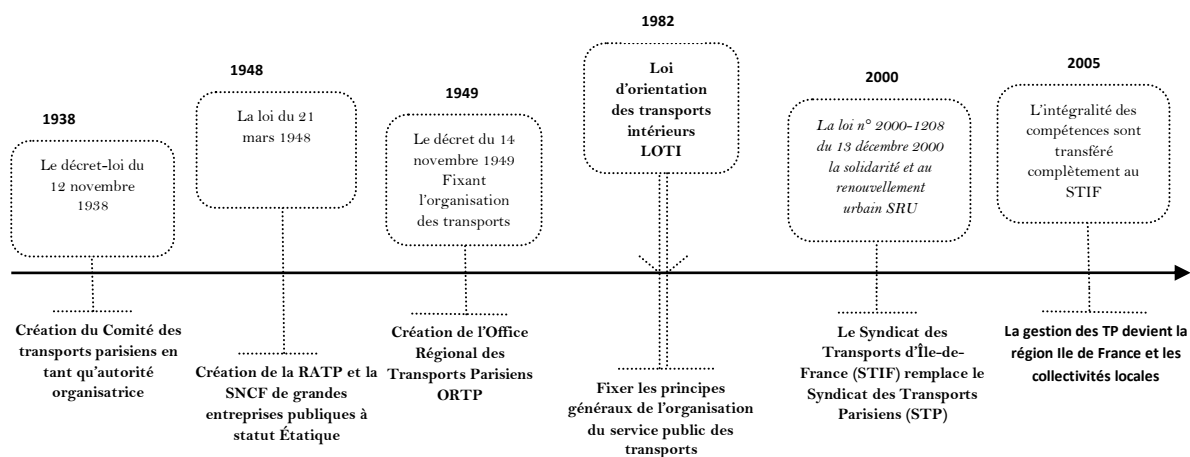 1938
Le décret-loi du
12 novembre
1938
Création du Comité des
transports parisiens en
tant qu'autorité
organisatrice
1948
La loi du 21
mars 1948
Création de la RATP et la
SNCF de grandes
entreprises publiques à
statut Étatique
1949
Le décret du 14
novembre 1949
Fixant
l'organisation
des transports
Création de l'Office
Régional des
Transports Parisiens
ORTP
1982
Loi
d'orientation
des transports
intérieurs
LOTI
Fixer les principes
généraux de l'organisation
du service public des
transports
2000
La loi n° 2000-1208
du 13 décembre 2000
la solidarité et au
renouvellement
urbain SRU
Le Syndicat des
Transports d'Île-de-
France (STIF) remplace le
Syndicat des Transports
Parisiens (STP)
2005
L'intégralité des
compétences sont
transféré
complètement au
STIF
La gestion des TP devient la
région Ile de France et les
collectivités locales